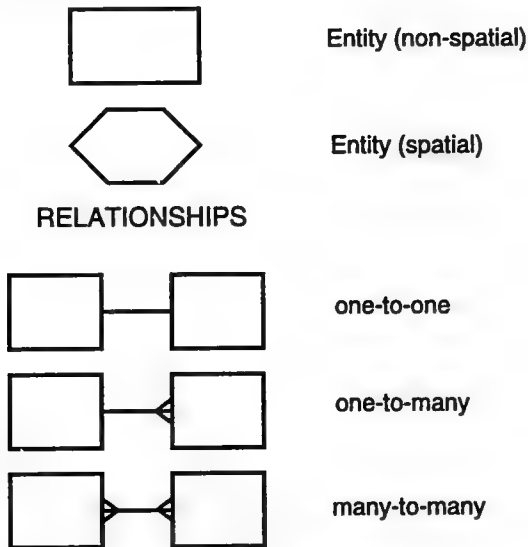 Entity (non-spatial)
Entity (spatial)
RELATIONSHIPS
one-to-one
one-to-many
many-to-many